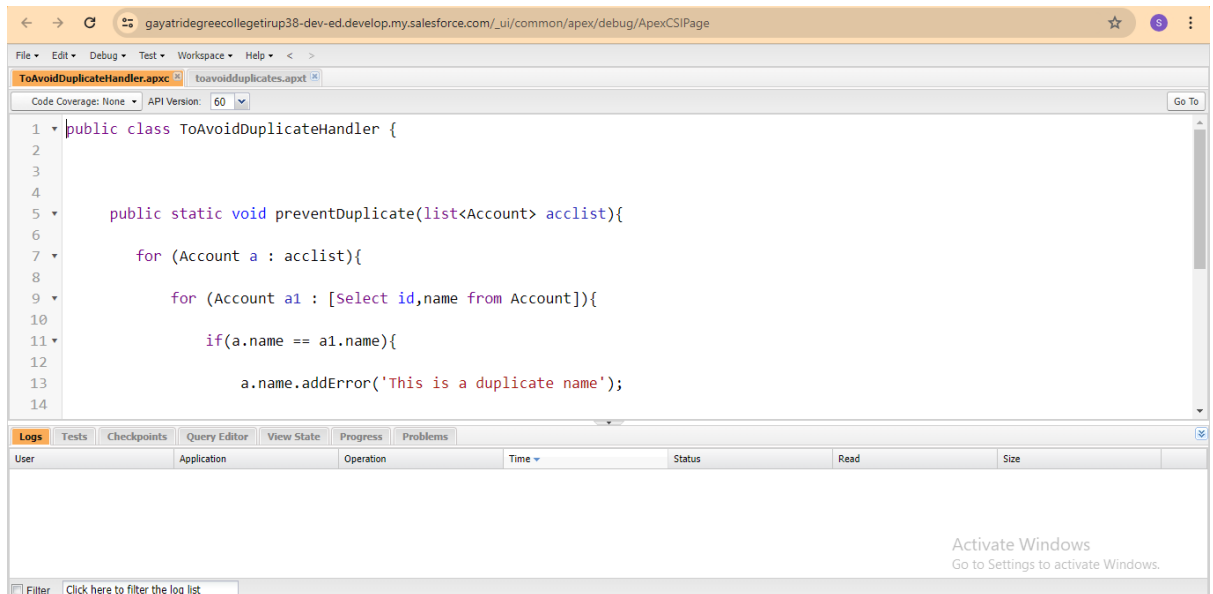 gayatridegreecollegetirup38-dev-ed.develop.my.salesforce.com/_ui/common/apex/debug/ApexCSIPage S
File Edit Debug Test Workspace Help < >
ToAvoidDuplicateHandler.apxc toavoidduplicates.apxt
Code Coverage: None API Version: 60 Go To
1 public class ToAvoidDuplicateHandler {
2
3
4
5 public static void preventDuplicate(list<Account> acclist){
6
7 for (Account a : acclist){
8
9 for (Account a1 : [Select id,name from Account]){
10
11 if(a.name == a1.name){
12
13 a.name.addError('This is a duplicate name');
14
Logs Tests Checkpoints Query Editor View State Progress Problems
User Application Operation Time Status Read Size
Activate Windows
Go to Settings to activate Windows.
Filter Click here to filter the log list